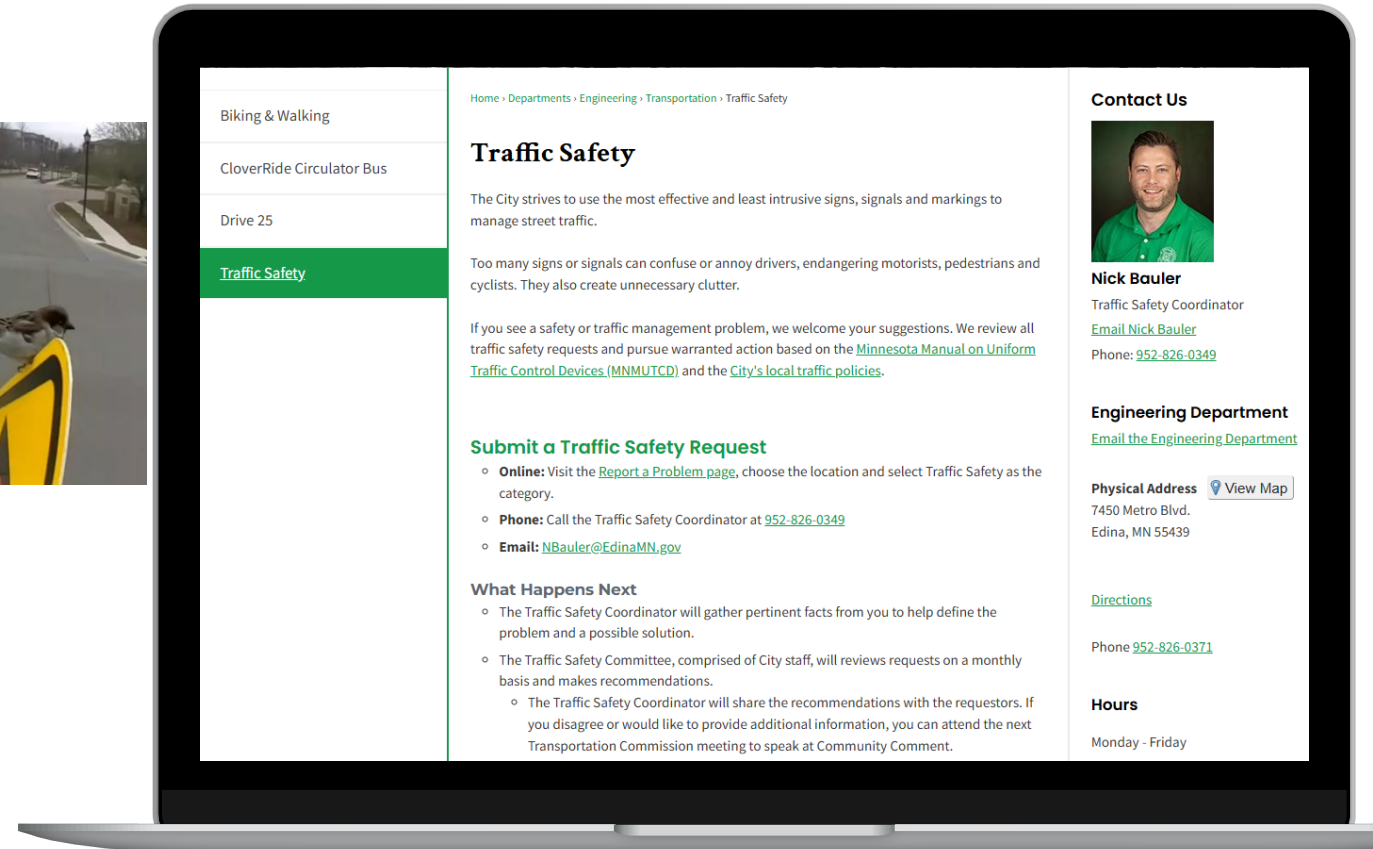 Biking & Walking
CloverRide Circulator Bus
Drive 25
Traffic Safety
Home › Departments › Engineering › Transportation › Traffic Safety
Traffic Safety
The City strives to use the most effective and least intrusive signs, signals and markings to
manage street traffic.
Too many signs or signals can confuse or annoy drivers, endangering motorists, pedestrians and
cyclists. They also create unnecessary clutter.
If you see a safety or traffic management problem, we welcome your suggestions. We review all
traffic safety requests and pursue warranted action based on the Minnesota Manual on Uniform
Traffic Control Devices (MNMUTCD) and the City's local traffic policies.
Submit a Traffic Safety Request
Online: Visit the Report a Problem page, choose the location and select Traffic Safety as the
category.
Phone: Call the Traffic Safety Coordinator at 952-826-0349
Email: NBauler@EdinaMN.gov
What Happens Next
The Traffic Safety Coordinator will gather pertinent facts from you to help define the
problem and a possible solution.
The Traffic Safety Committee, comprised of City staff, will reviews requests on a monthly
basis and makes recommendations.
The Traffic Safety Coordinator will share the recommendations with the requestors. If
you disagree or would like to provide additional information, you can attend the next
Transportation Commission meeting to speak at Community Comment.
Contact Us
Nick Bauler
Traffic Safety Coordinator
Email Nick Bauler
Phone: 952-826-0349
Engineering Department
Email the Engineering Department
Physical Address View Map
7450 Metro Blvd.
Edina, MN 55439
Directions
Phone 952-826-0371
Hours
Monday - Friday